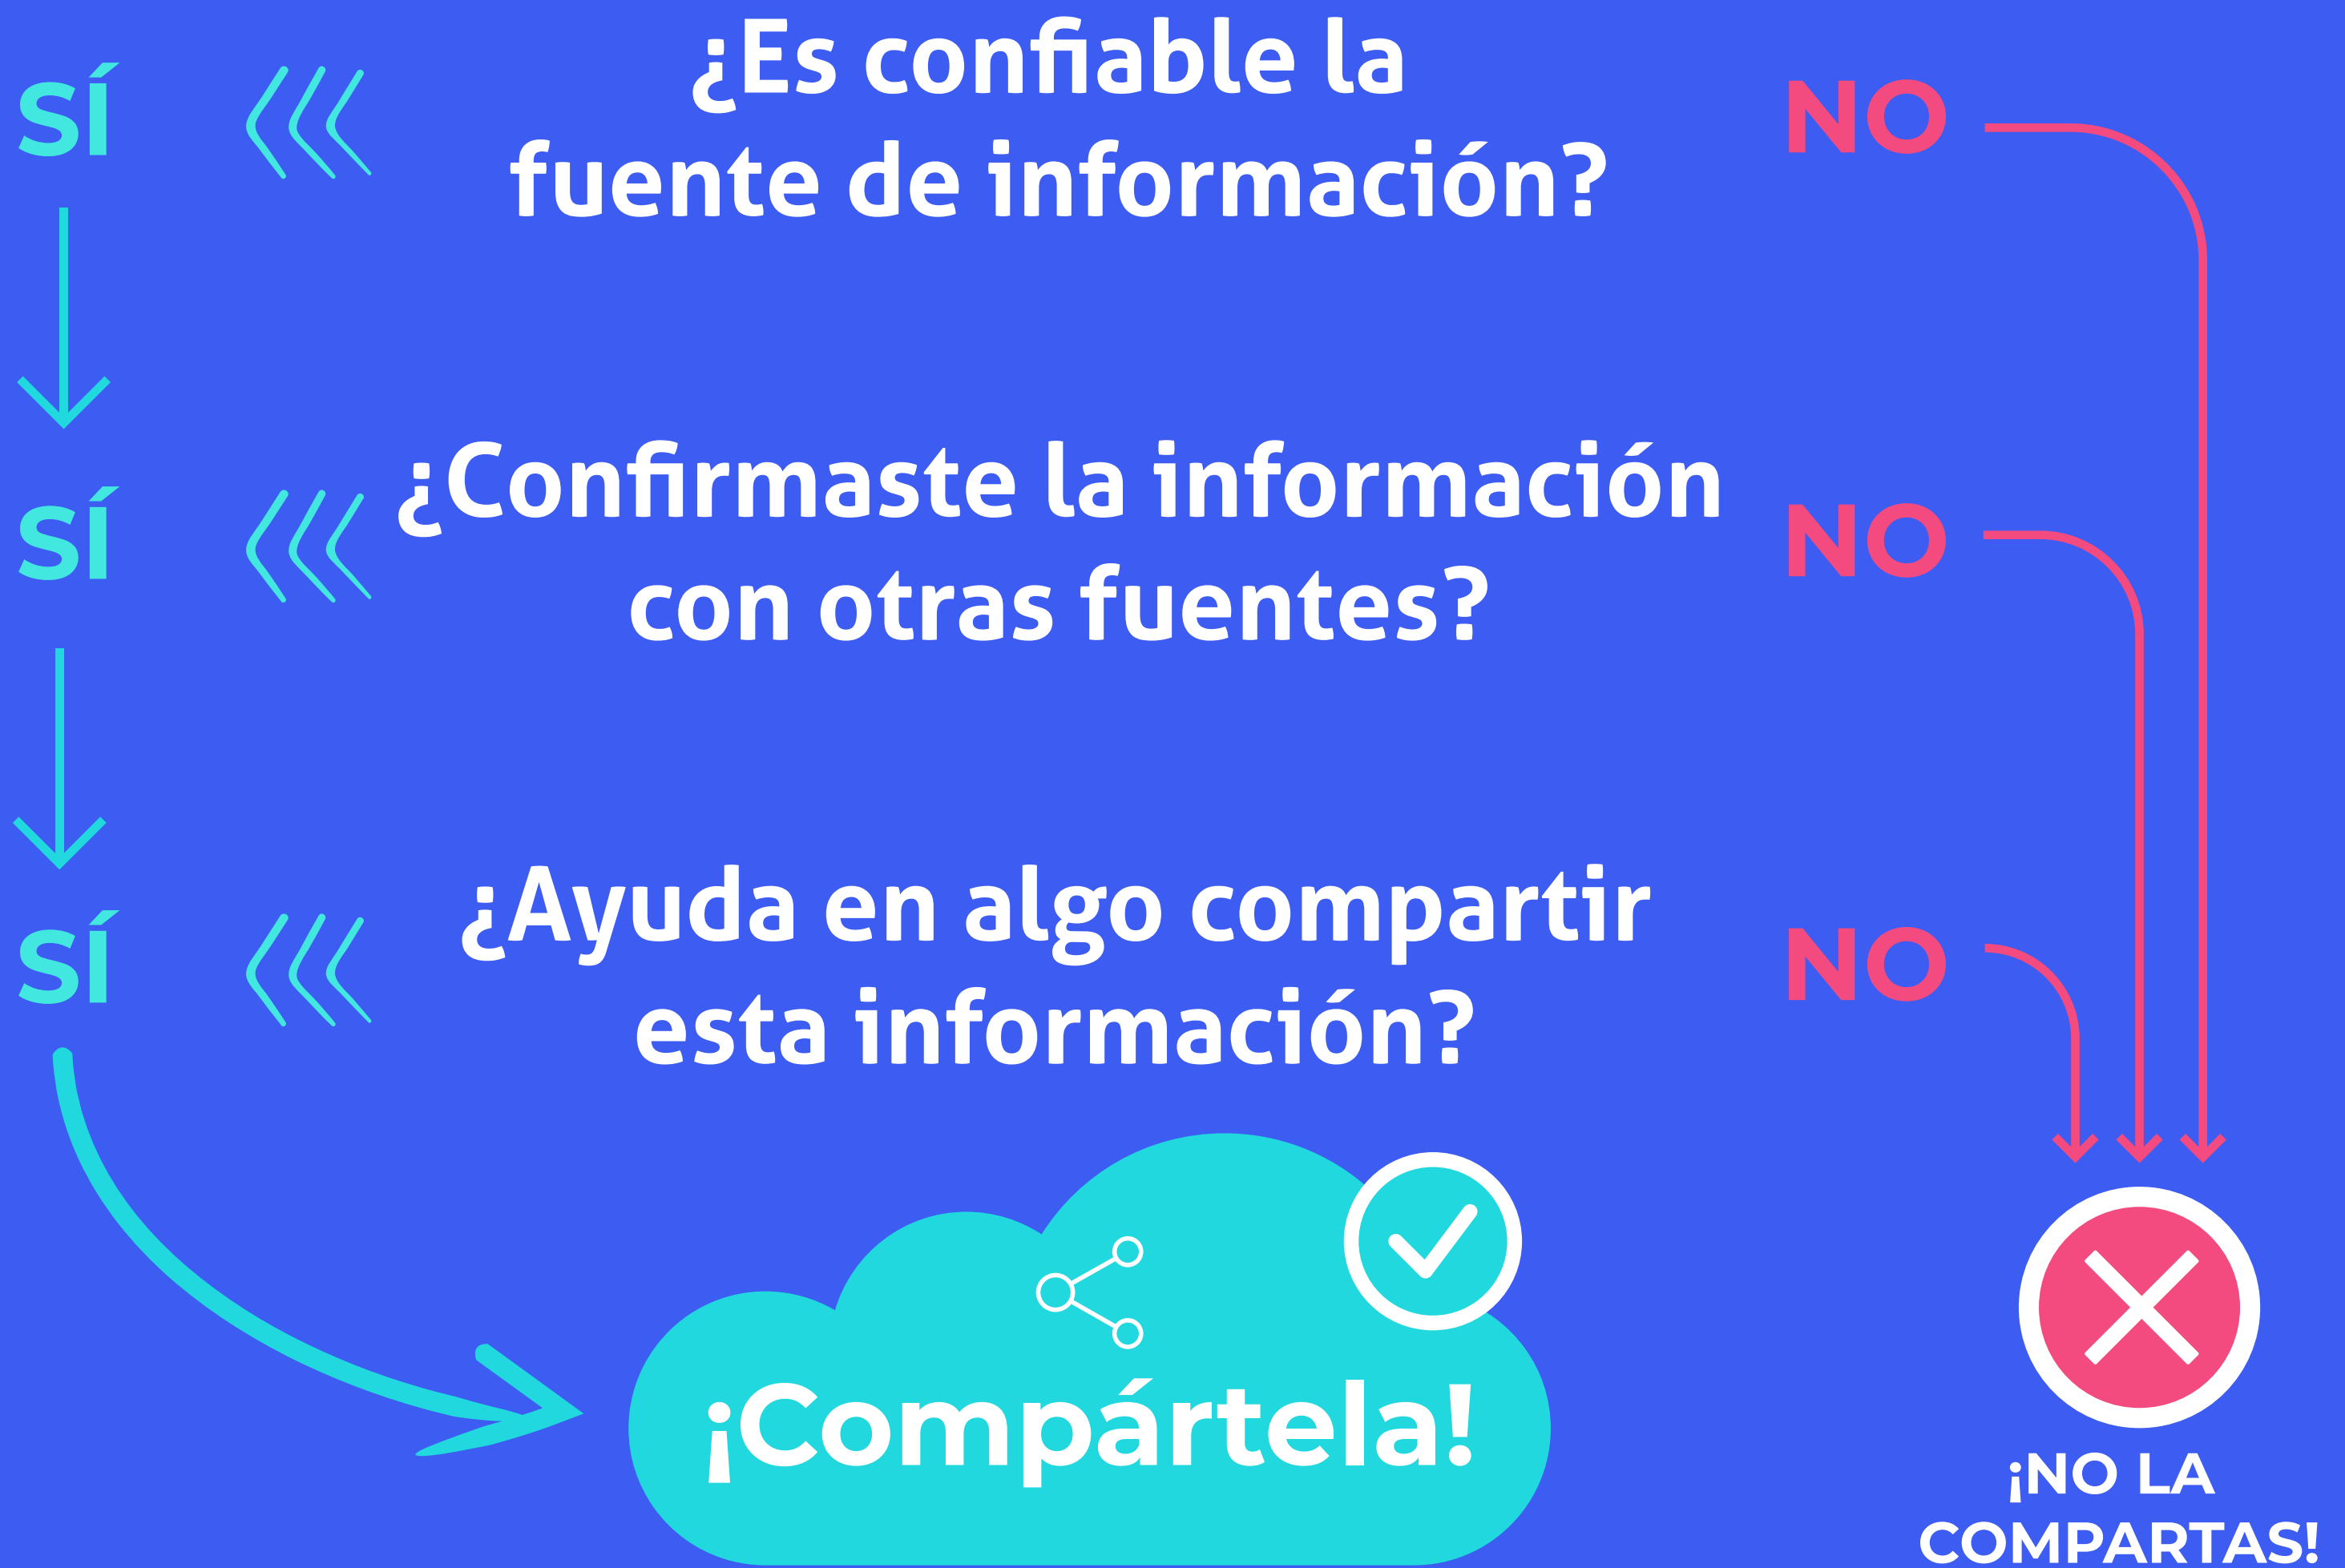 ¿Es confiable la
SÍ
NO
fuente de información?
¿Confirmaste la información
SÍ
NO
con otras fuentes?
¿Ayuda en algo compartir
SÍ
NO
esta información?
¡Compártela!
¡NO LA
COMPARTAS!